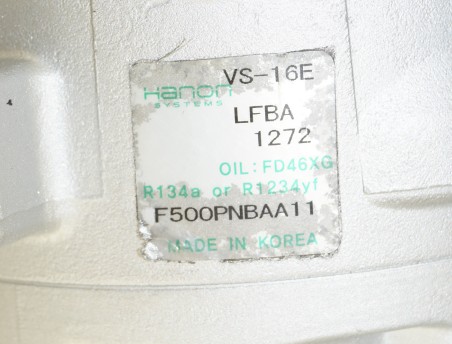 VS-16E
Hanon
SYSTEMS
LFBA
1272
OIL:FD46XG
R134a or R1234yf
F500PNBAA11
MADE IN KOREA